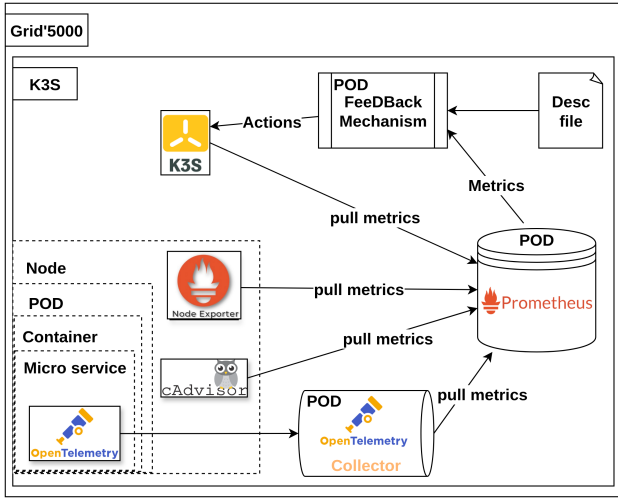 Grid'5000
K3S
POD
FeeDBack
Mechanism
Desc
file
Actions
K3S
Metrics
pull metrics
POD
Prometheus
Node
Node Exporter
pull metrics
POD
Container
Micro service
cAdvisor
pull metrics
OpenTelemetry
POD
OpenTelemetry
Collector
pull metrics